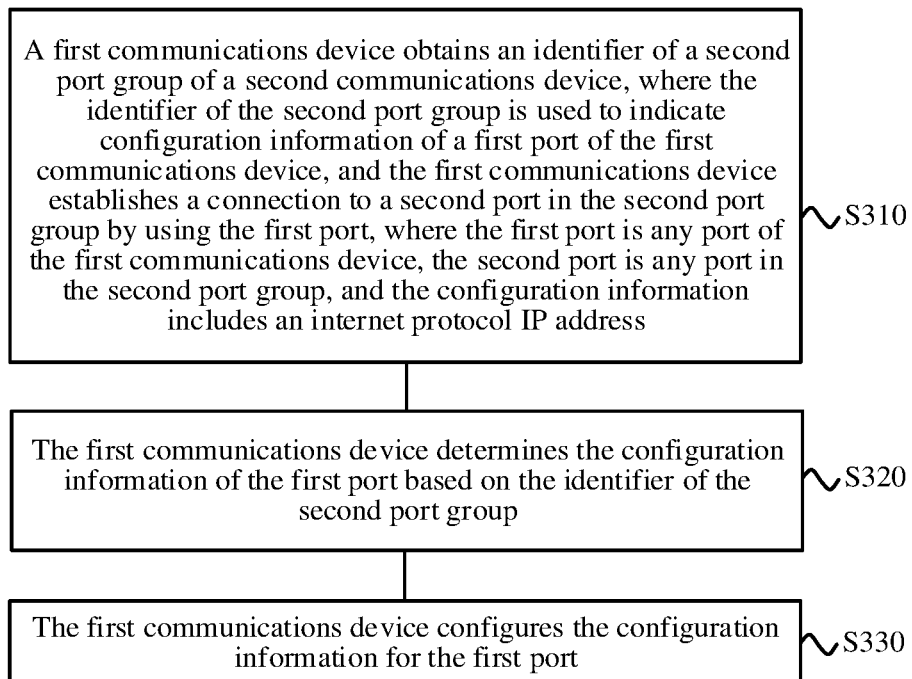 A first communications device obtains an identifier of a second
port group of a second communications device, where the
identifier of the second port group is used to indicate
configuration information of a first port of the first
communications device, and the first communications device
establishes a connection to a second port in the second port
group by using the first port, where the first port is any port of
the first communications device, the second port is any port in
the second port group, and the configuration information
includes an internet protocol IP address
S310
The first communications device determines the configuration
information of the first port based on the identifier of the
second port group
S320
The first communications device configures the configuration
information for the first port
S330